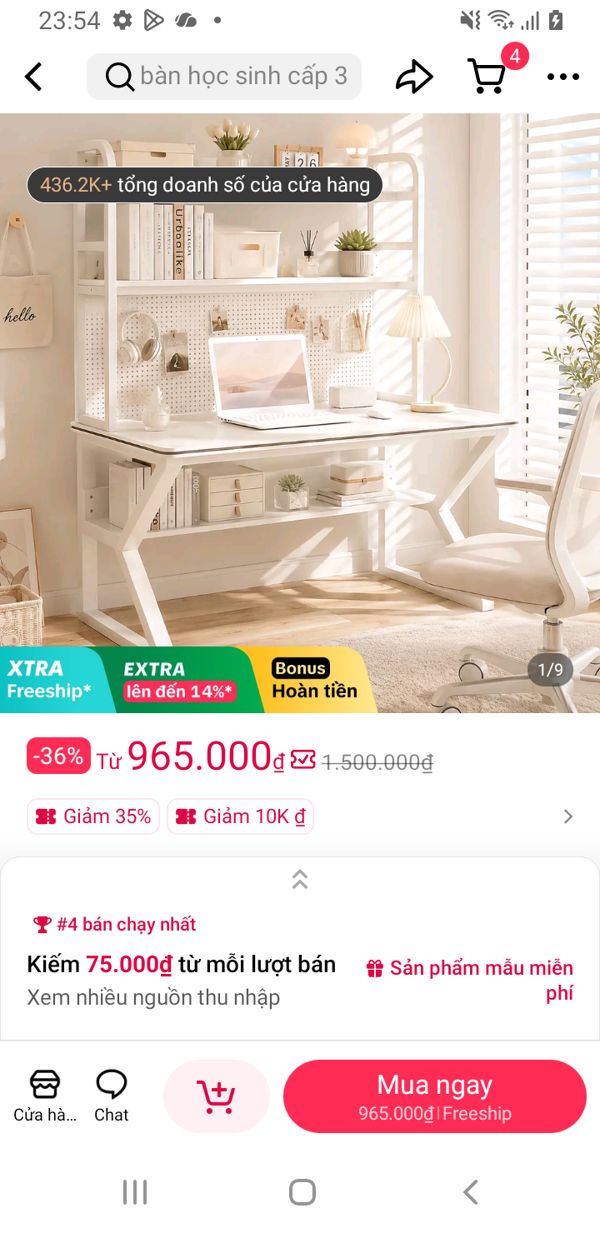 23:54
bàn học sinh cấp 3
4
436.2K+ tổng doanh số của cửa hàng
Urboolike
hello
XTRA
Freeship*
EXTRA
lên đến 14%*
Bonus
Hoàn tiền
1/9
-36% Từ 965.000₫ 1.500.000₫
Giảm 35% Giảm 10K ₫
#4 bán chạy nhất
Kiếm 75.000₫ từ mỗi lượt bán
Xem nhiều nguồn thu nhập
Sản phẩm mẫu miễn
phí
Cửa hà...
Chat
Mua ngay
965.000₫|Freeship